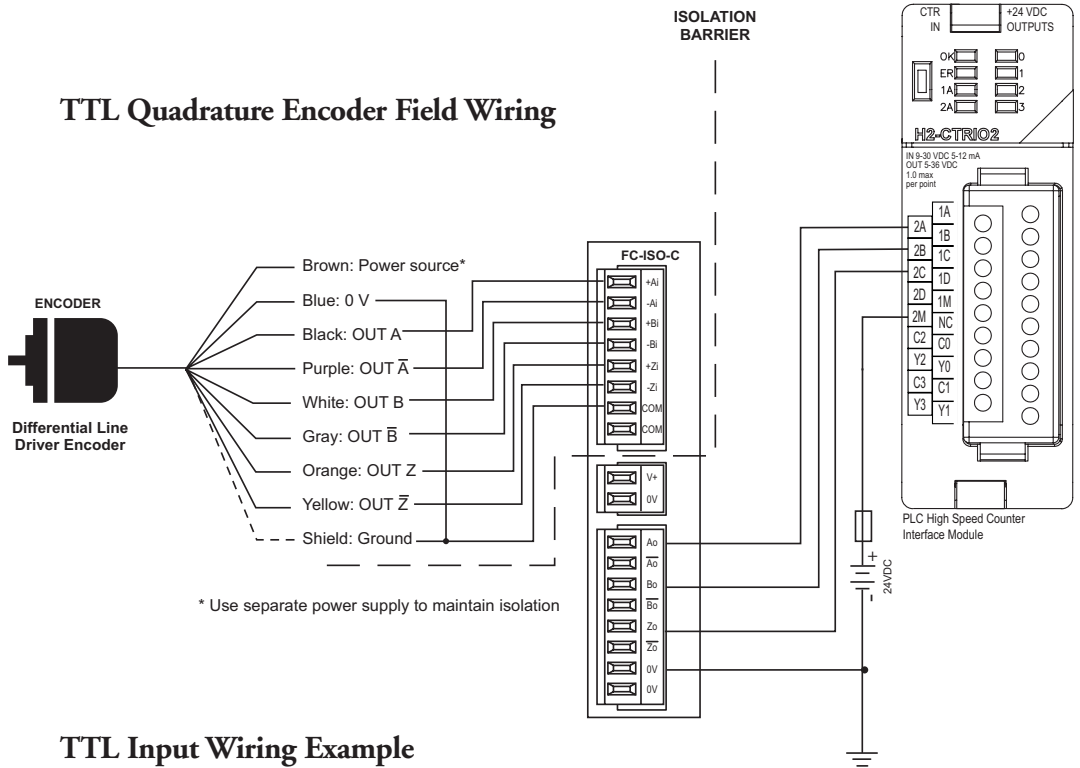 ISOLATION
BARRIER
CTR
IN
+24 VDC
OUTPUTS
OK
ER
1A
2A
0
1
2
3
H2-CTRIO2
IN 9-30 VDC 5-12 mA
OUT 5-36 VDC
1.0 max
per point
1A
2A
1B
2B
1C
2C
1D
2D
1M
2M
NC
C2
C0
Y2
Y0
C3
C1
Y3
Y1
PLC High Speed Counter
Interface Module
TTL Quadrature Encoder Field Wiring
ENCODER
Differential Line
Driver Encoder
Brown: Power source*
Blue: 0 V
Black: OUT A
Purple: OUT A̅
White: OUT B
Gray: OUT B̅
Orange: OUT Z
Yellow: OUT Z̅
Shield: Ground
* Use separate power supply to maintain isolation
FC-ISO-C
+Ai
-Ai
+Bi
-Bi
+Zi
-Zi
COM
COM
V+
0V
Ao
A̅o̅
Bo
B̅o̅
Zo
Z̅o̅
0V
0V
+
24VDC
-
TTL Input Wiring Example